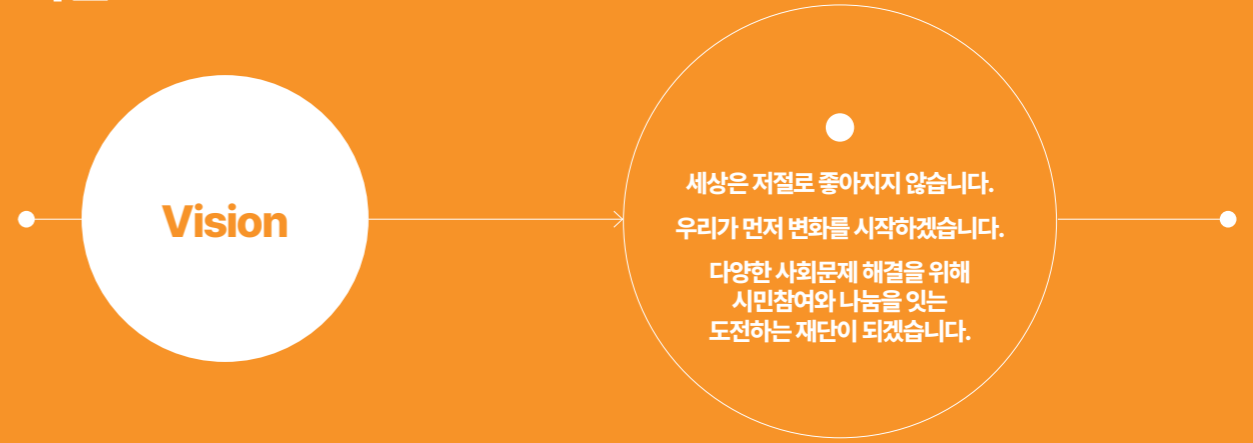 Vision
세상은 저절로 좋아지지 않습니다.
우리가 먼저 변화를 시작하겠습니다.
다양한 사회문제 해결을 위해
시민참여와 나눔을 잇는
도전하는 재단이 되겠습니다.